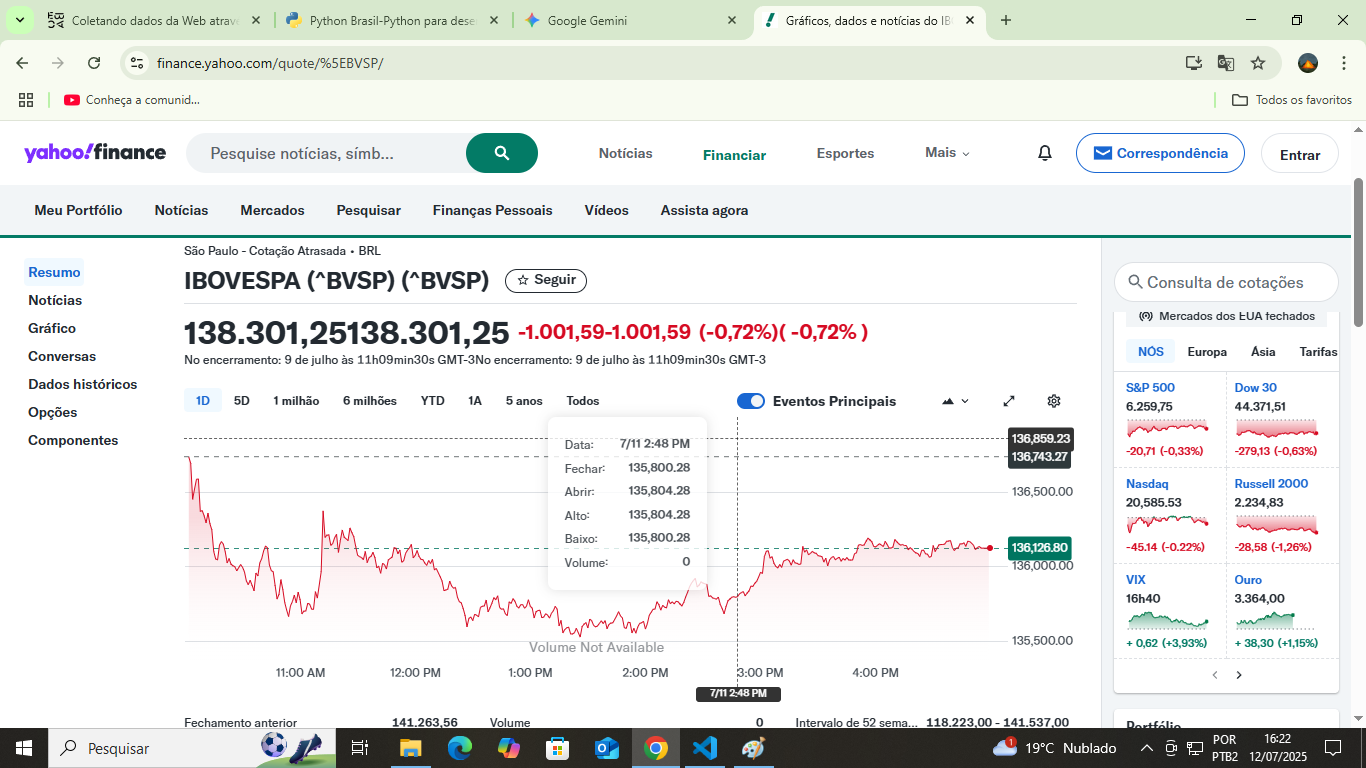 Coletando dados da Web atrave
Python Brasil-Python para dese
Google Gemini
Gráficos, dados e notícias do IB
finance.yahoo.com/quote/%5EBVSP/
Conheça a comunid...
Todos os favoritos
yahoo!finance
Pesquise notícias, símb...
Notícias
Financiar
Esportes
Mais
Correspondência
Entrar
Meu Portfólio
Notícias
Mercados
Pesquisar
Finanças Pessoais
Vídeos
Assista agora
Resumo
Notícias
Gráfico
Conversas
Dados históricos
Opções
Componentes
São Paulo - Cotação Atrasada • BRL
IBOVESPA (^BVSP) (^BVSP)
Seguir
138.301,25138.301,25 -1.001,59-1.001,59 (-0,72%)( -0,72% )
No encerramento: 9 de julho às 11h09min30s GMT-3No encerramento: 9 de julho às 11h09min30s GMT-3
1D 5D 1 milhão 6 milhões YTD 1A 5 anos Todos
Eventos Principais
Data: 7/11 2:48 PM
Fechar: 135,800.28
Abrir: 135,804.28
Alto: 135,804.28
Baixo: 135,800.28
Volume: 0
136,859.23
136,743.27
136,500.00
136,126.80
136,000.00
135,500.00
Volume Not Available
11:00 AM 12:00 PM 1:00 PM 2:00 PM 3:00 PM 4:00 PM
7/11 2:48 PM
Fechamento anterior 141.263,56
Volume 0
Intervalo de 52 sema... 118.223,00 - 141.537,00
Consulta de cotações
Mercados dos EUA fechados
NÓS Europa Ásia Tarifas
S&P 500
6.259,75
-20,71 (-0,33%)
Dow 30
44.371,51
-279,13 (-0,63%)
Nasdaq
20,585.53
-45.14 (-0.22%)
Russell 2000
2.234,83
-28,58 (-1,26%)
VIX
16h40
+ 0,62 (+3,93%)
Ouro
3.364,00
+ 38,30 (+1,15%)
Portfólio
Pesquisar
1
19°C Nublado
POR
PTB2
16:22
12/07/2025